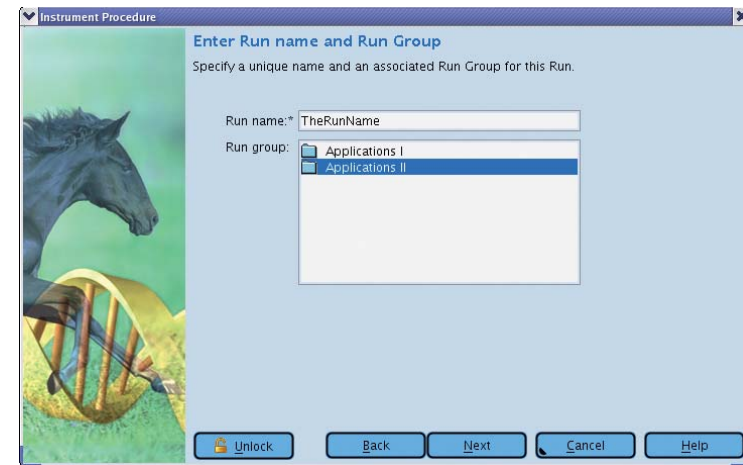 Instrument Procedure
Enter Run name and Run Group
Specify a unique name and an associated Run Group for this Run.
Run name:* TheRunName
Run group: Applications I
Applications II
Unlock Back Next Cancel Help